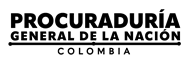 PROCURADURÍA
GENERAL DE LA NACIÓN
COLOMBIA